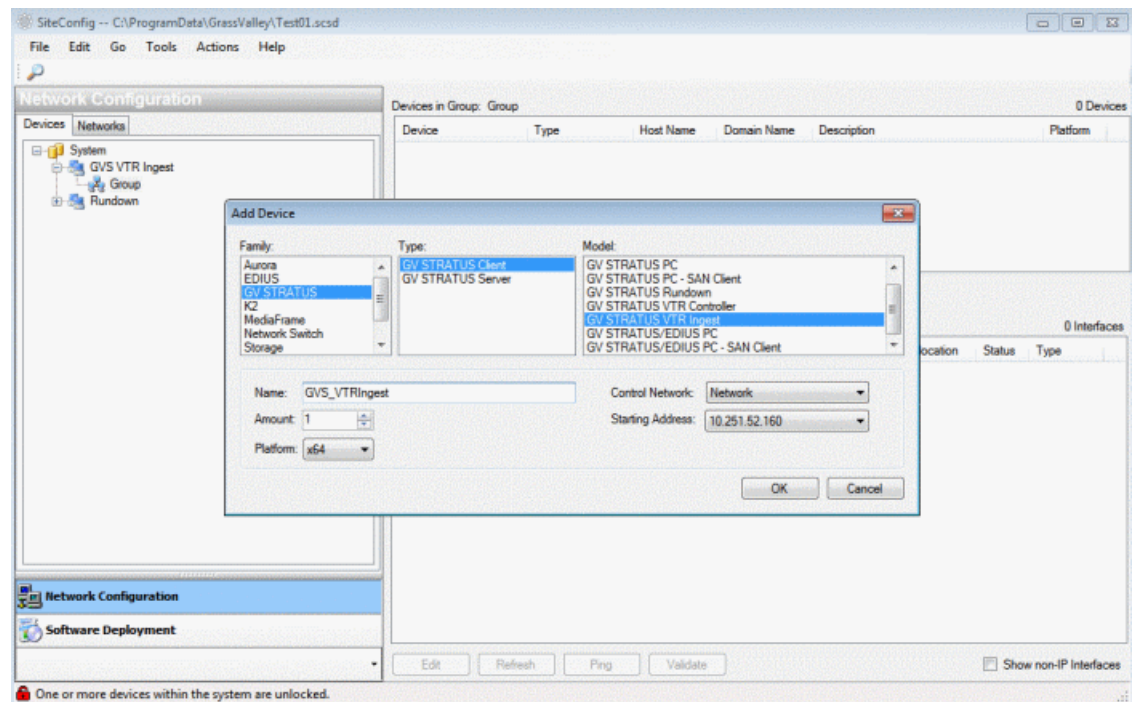 SiteConfig -- C:\ProgramData\GrassValley\Test01.scsd
File Edit Go Tools Actions Help
Network Configuration
Devices Networks
System
GVS VTR Ingest
Group
Rundown
Devices in Group: Group 0 Devices
Device Type Host Name Domain Name Description Platform
Add Device
Family: Type: Model:
Aurora
EDIUS
GV STRATUS
K2
MediaFrame
Network Switch
Storage
GV STRATUS Client
GV STRATUS Server
GV STRATUS PC
GV STRATUS PC - SAN Client
GV STRATUS Rundown
GV STRATUS VTR Controller
GV STRATUS VTR Ingest
GV STRATUS/EDIUS PC
GV STRATUS/EDIUS PC - SAN Client
Name: GVS_VTRIngest Control Network: Network
Amount: 1 Starting Address: 10.251.52.160
Platform: x64
OK Cancel
0 Interfaces
ocation Status Type
Network Configuration
Software Deployment
Edit Refresh Ping Validate Show non-IP Interfaces
One or more devices within the system are unlocked.